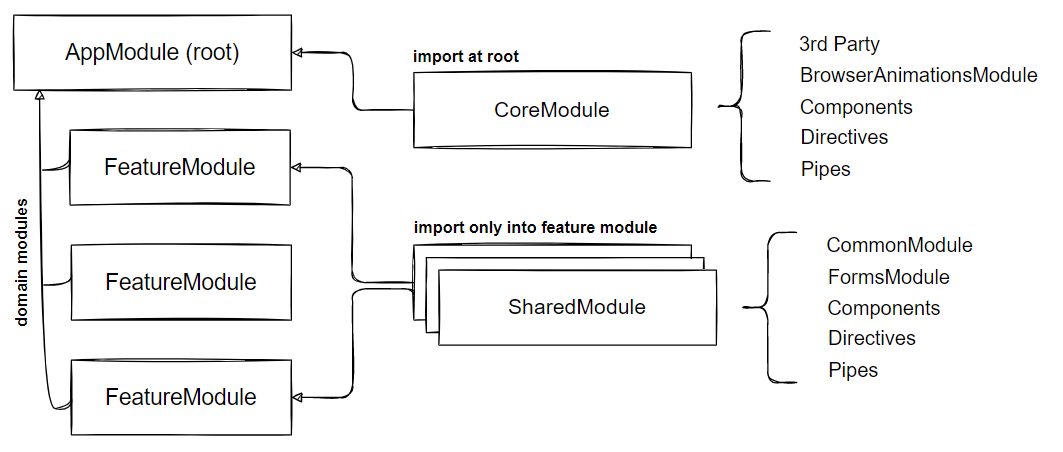 AppModule (root)
import at root
CoreModule
3rd Party
BrowserAnimationsModule
Components
Directives
Pipes
domain modules
FeatureModule
FeatureModule
FeatureModule
import only into feature module
SharedModule
CommonModule
FormsModule
Components
Directives
Pipes